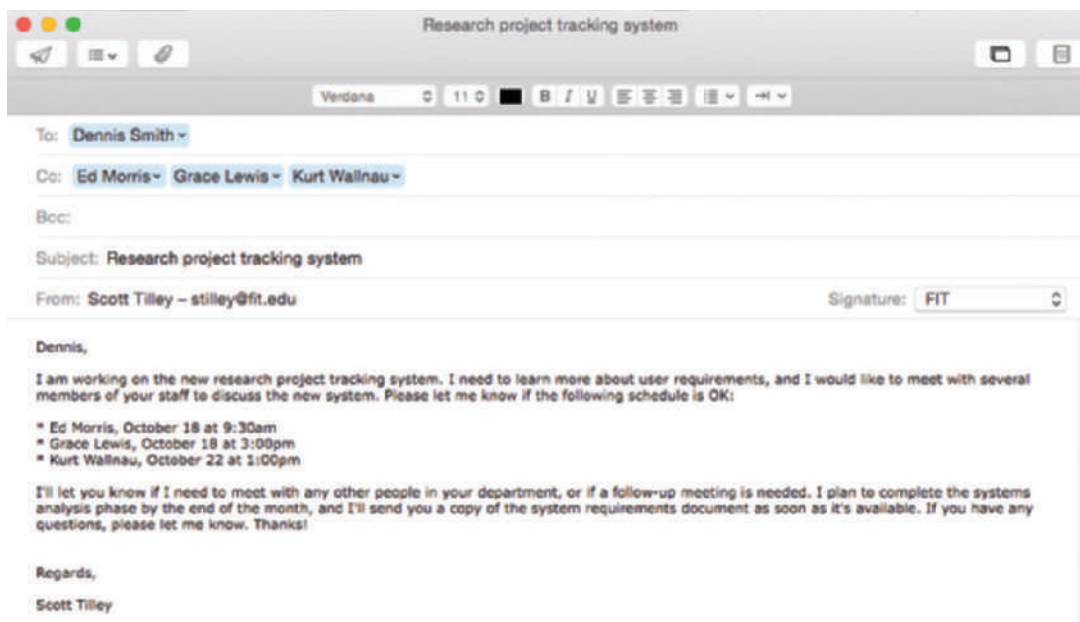 Research project tracking system
Verdana 11 B I U
To: Dennis Smith
Cc: Ed Morris Grace Lewis Kurt Wallnau
Bcc:
Subject: Research project tracking system
From: Scott Tilley – stilley@fit.edu Signature: FIT
Dennis,
I am working on the new research project tracking system. I need to learn more about user requirements, and I would like to meet with several
members of your staff to discuss the new system. Please let me know if the following schedule is OK:
* Ed Morris, October 18 at 9:30am
* Grace Lewis, October 18 at 3:00pm
* Kurt Wallnau, October 22 at 1:00pm
I'll let you know if I need to meet with any other people in your department, or if a follow-up meeting is needed. I plan to complete the systems
analysis phase by the end of the month, and I'll send you a copy of the system requirements document as soon as it's available. If you have any
questions, please let me know. Thanks!
Regards,
Scott Tilley